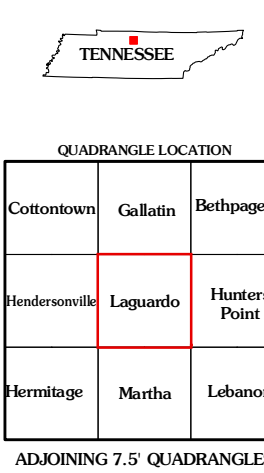 TENNESSEE
QUADRANGLE LOCATION
Cottontown Gallatin Bethpage
Hendersonville Laguardo Hunters
Point
Hermitage Martha Lebanon
ADJOINING 7.5' QUADRANGLE